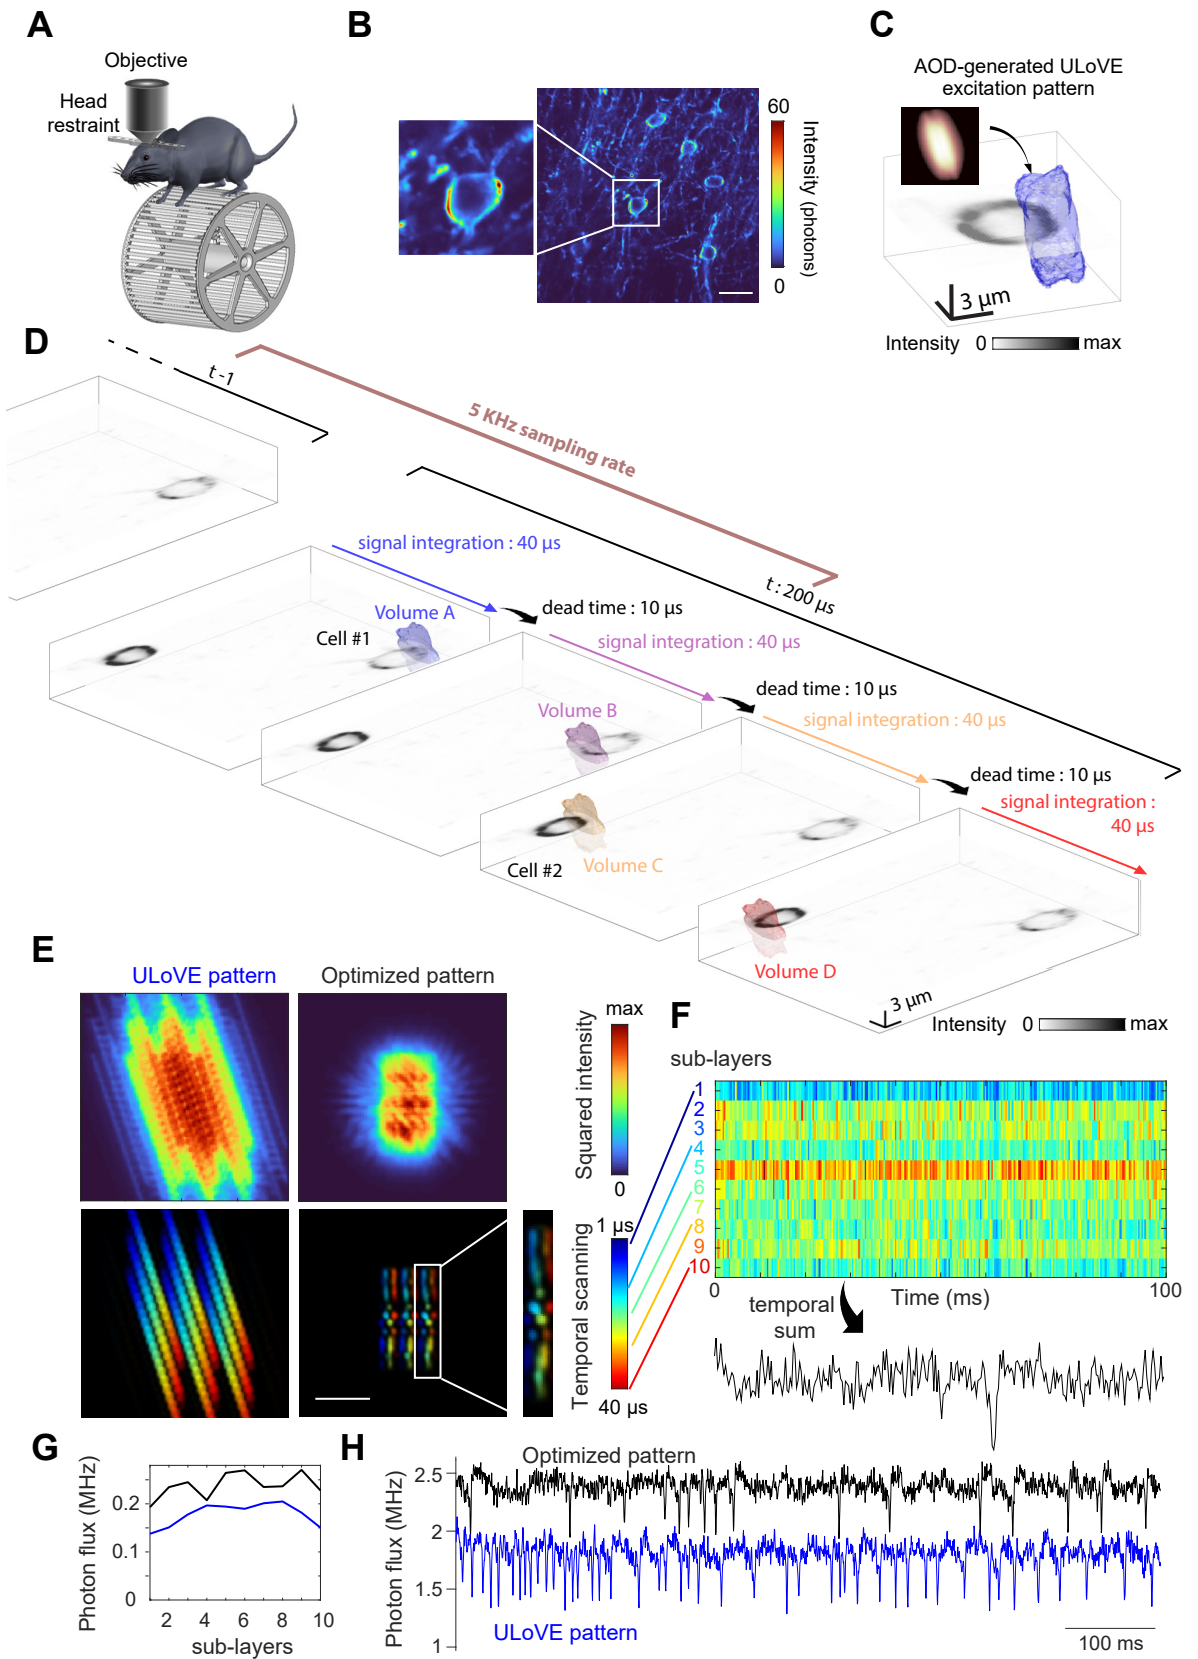 A
Objective
Head
restraint
B
60
Intensity (photons)
0
C
AOD-generated ULoVE
excitation pattern
3 µm
Intensity 0 max
D
t -1
5 KHz sampling rate
t : 200 µs
signal integration : 40 µs
dead time : 10 µs
Volume A
Cell #1
signal integration : 40 µs
dead time : 10 µs
Volume B
signal integration : 40 µs
dead time : 10 µs
signal integration :
40 µs
Cell #2
Volume C
Volume D
3 µm
Intensity 0 max
E
ULoVE pattern
Optimized pattern
max
Squared intensity
0
1 µs
Temporal scanning
40 µs
F
sub-layers
1
2
3
4
5
6
7
8
9
10
0
Time (ms)
100
temporal
sum
G
Photon flux (MHz)
0.2
0.1
0
2 4 6 8 10
sub-layers
H
Optimized pattern
Photon flux (MHz)
2.5
2
1.5
1
ULoVE pattern
100 ms